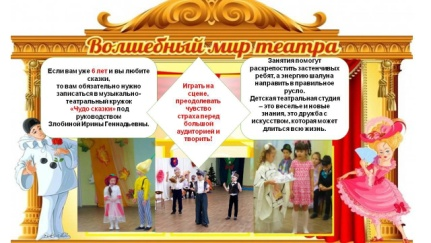 Волшебный мир театра
Если вам уже 6 лет и вы любите
сказки.
то вам обязательно нужно
записаться в музыкально-
театральный кружок
«Чудо сказки» под
руководством
Злобиной Ирины Геннадьевны.
Играть на
сцене,
преодолевать
чувство
страха перед
большой
аудиторией и
творить!
Занятия помогут
раскрепостить застенчивых
ребят, а энергию шалуна
направить в правильное
русло.
Детская театральная студия
– это веселье и новые
знания, это дружба с
искусством, которая может
длиться всю жизнь.